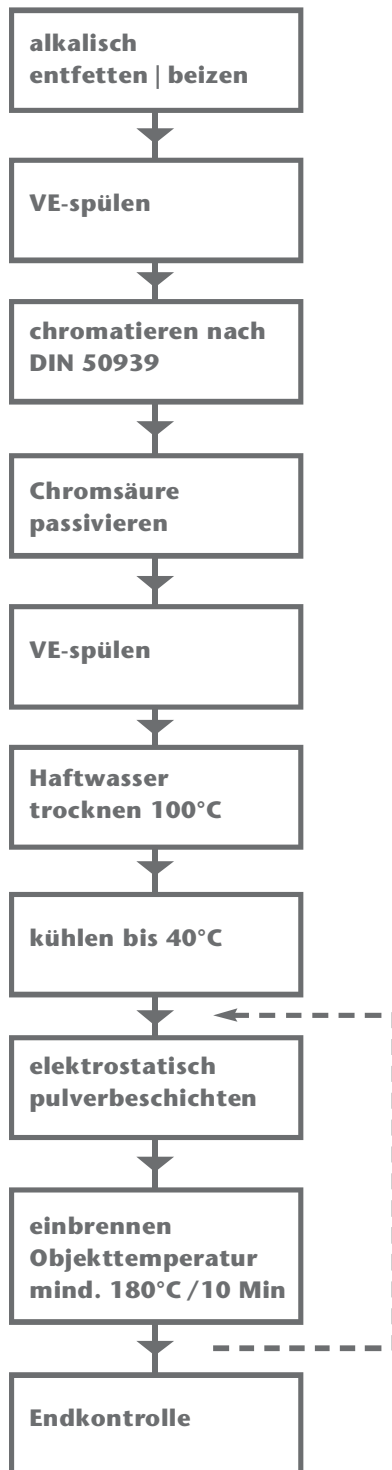 alkalisch
entfetten | beizen
VE-spülen
chromatieren nach
DIN 50939
Chromsäure
passivieren
VE-spülen
Haftwasser
trocknen 100°C
kühlen bis 40°C
elektrostatisch
pulverbeschichten
einbrennen
Objekttemperatur
mind. 180°C /10 Min
Endkontrolle